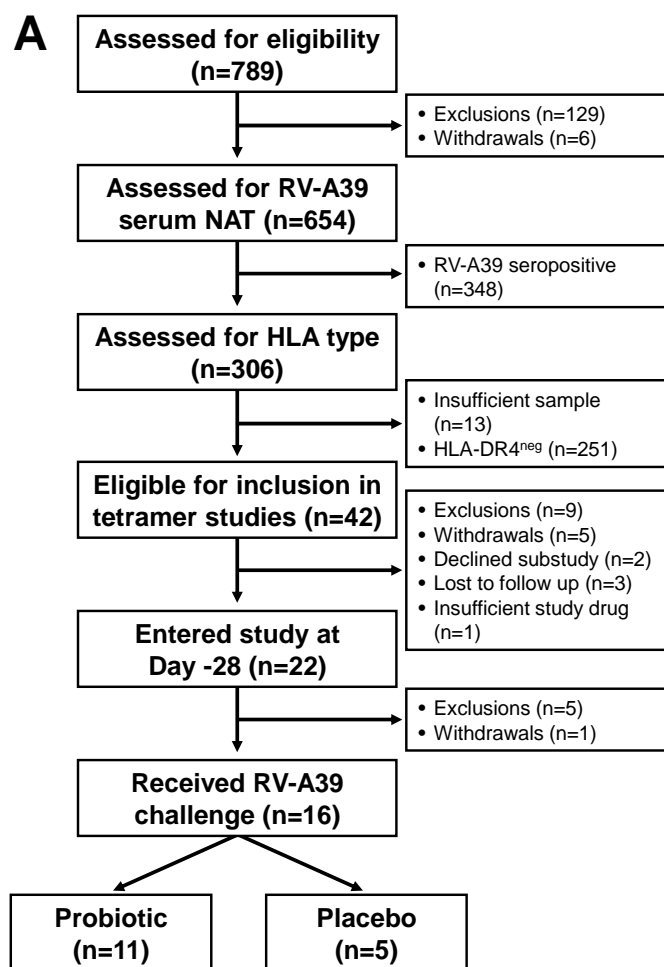 A
Assessed for eligibility
(n=789)
• Exclusions (n=129)
• Withdrawals (n=6)
Assessed for RV-A39
serum NAT (n=654)
• RV-A39 seropositive
(n=348)
Assessed for HLA type
(n=306)
• Insufficient sample
(n=13)
• HLA-DR4neg (n=251)
Eligible for inclusion in
tetramer studies (n=42)
• Exclusions (n=9)
• Withdrawals (n=5)
• Declined substudy (n=2)
• Lost to follow up (n=3)
• Insufficient study drug
(n=1)
Entered study at
Day -28 (n=22)
• Exclusions (n=5)
• Withdrawals (n=1)
Received RV-A39
challenge (n=16)
Probiotic
(n=11)
Placebo
(n=5)